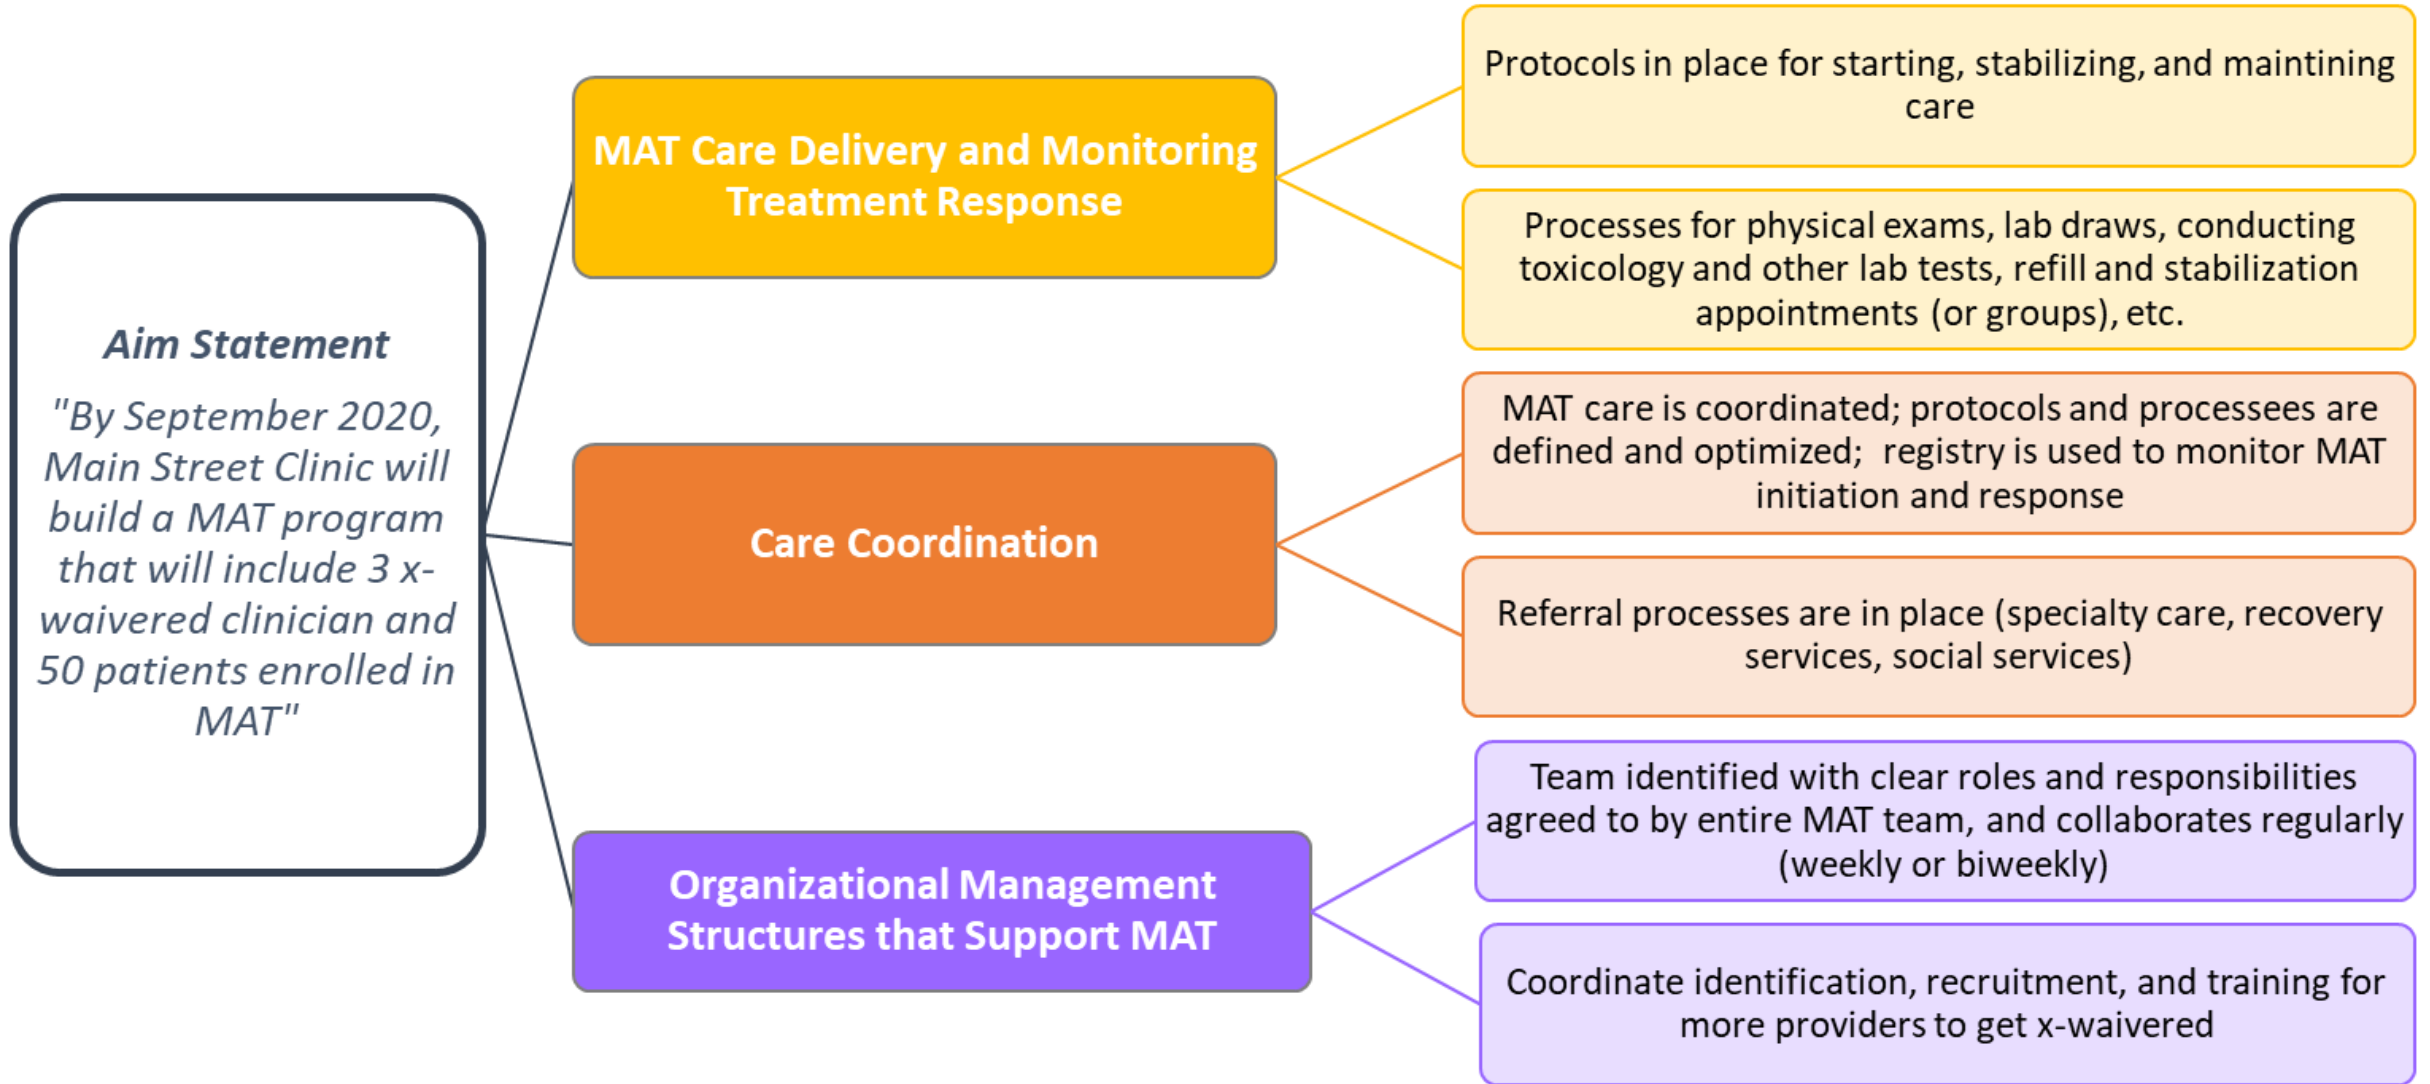 Aim Statement
"By September 2020,
Main Street Clinic will
build a MAT program
that will include 3 x-
waivered clinician and
50 patients enrolled in
MAT"
MAT Care Delivery and Monitoring
Treatment Response
Protocols in place for starting, stabilizing, and maintining
care
Processes for physical exams, lab draws, conducting
toxicology and other lab tests, refill and stabilization
appointments (or groups), etc.
Care Coordination
MAT care is coordinated; protocols and processees are
defined and optimized;  registry is used to monitor MAT
initiation and response
Referral processes are in place (specialty care, recovery
services, social services)
Organizational Management
Structures that Support MAT
Team identified with clear roles and responsibilities
agreed to by entire MAT team, and collaborates regularly
(weekly or biweekly)
Coordinate identification, recruitment, and training for
more providers to get x-waivered